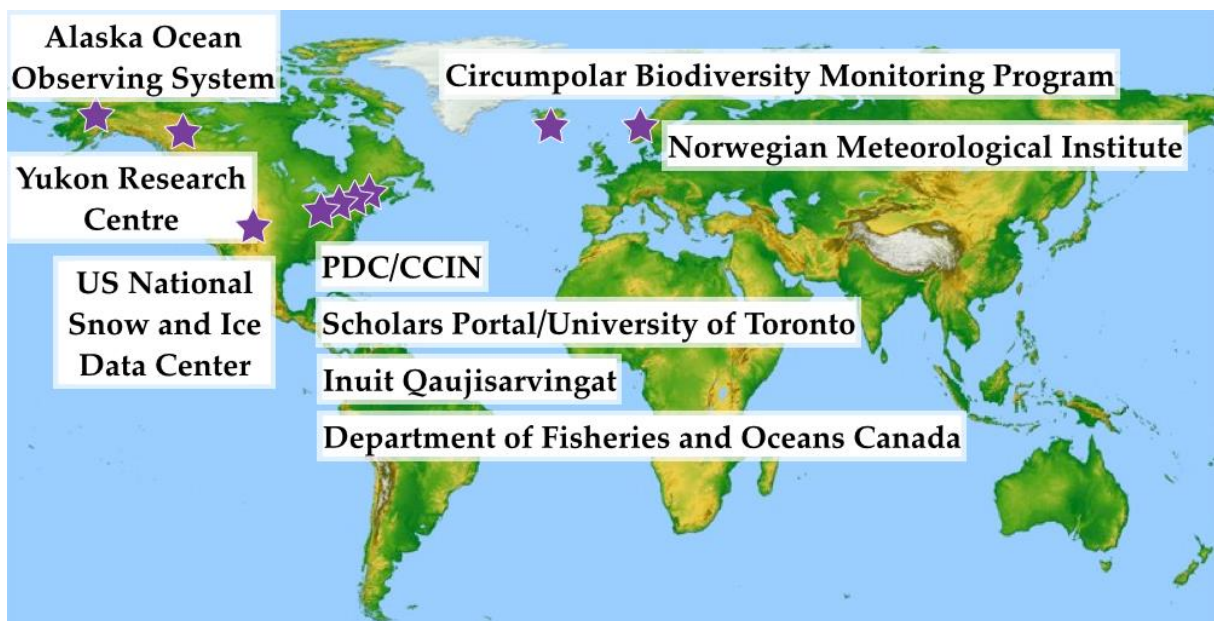 Alaska Ocean
Observing System
Circumpolar Biodiversity Monitoring Program
Norwegian Meteorological Institute
Yukon Research
Centre
US National
Snow and Ice
Data Center
PDC/CCIN
Scholars Portal/University of Toronto
Inuit Qaujisarvingat
Department of Fisheries and Oceans Canada